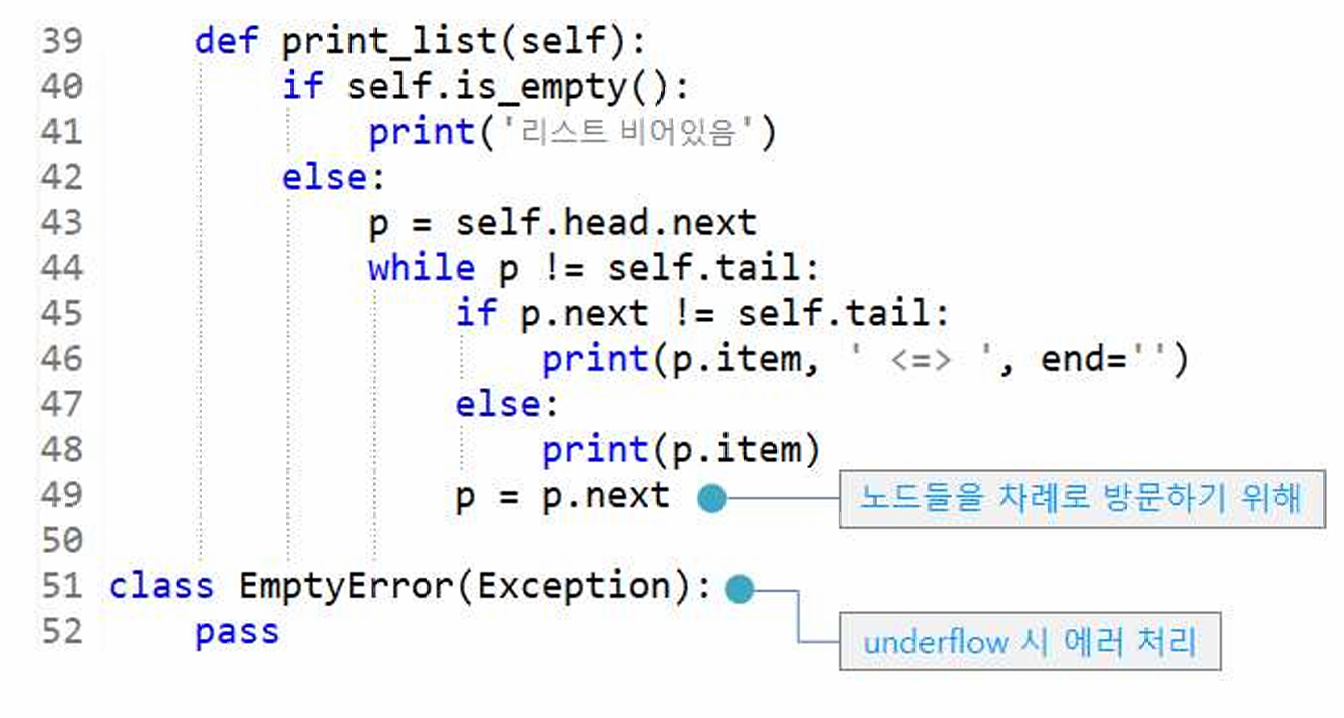 39     def print_list(self):
40         if self.is_empty():
41             print('리스트 비어있음')
42         else:
43             p = self.head.next
44             while p != self.tail:
45                 if p.next != self.tail:
46                     print(p.item, ' <=> ', end='')
47                 else:
48                     print(p.item)
49                 p = p.next 노드들을 차례로 방문하기 위해
50
51 class EmptyError(Exception):
52     pass
underflow 시 에러 처리